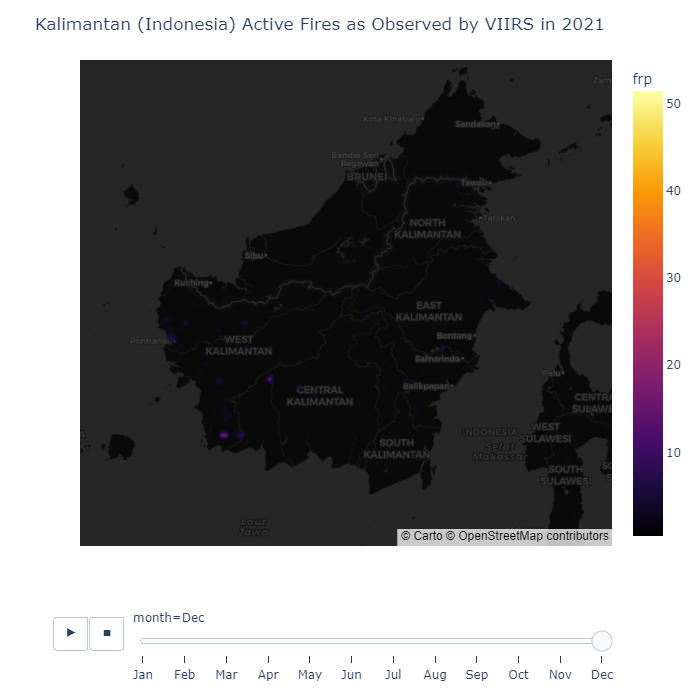 Kalimantan (Indonesia) Active Fires as Observed by VIIRS in 2021
frp
50
40
30
20
10
Kota Kinabalu
Sandakan
Bandar Seri
Begawan
BRUNEI
Tawau
Tarakan
NORTH
KALIMANTAN
Sibu
Kuching
EAST
KALIMANTAN
WEST
KALIMANTAN
Bontang
Samarinda
Palu
Balikpapan
CENTRAL
KALIMANTAN
INDONESIA
Selat
Makassar
WEST
SULAWESI
SOUTH
KALIMANTAN
SOUTH
SULAWESI
Laut
Jawa
© Carto © OpenStreetMap contributors
month=Dec
Jan Feb Mar Apr May Jun Jul Aug Sep Oct Nov Dec